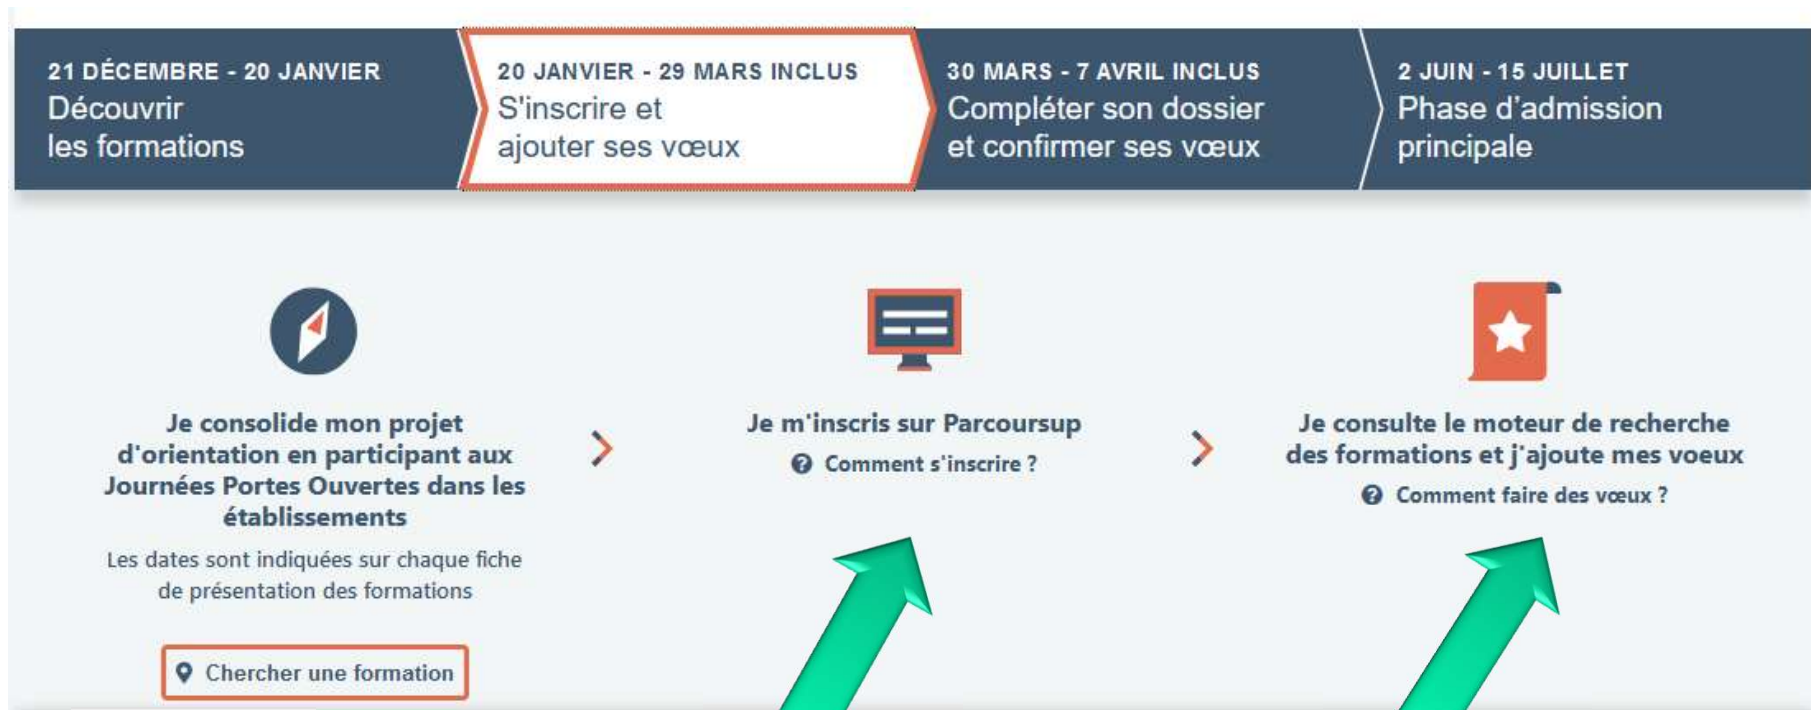 21 DÉCEMBRE - 20 JANVIER
Découvrir
les formations
20 JANVIER - 29 MARS INCLUS
S'inscrire et
ajouter ses vœux
30 MARS - 7 AVRIL INCLUS
Compléter son dossier
et confirmer ses vœux
2 JUIN - 15 JUILLET
Phase d’admission
principale
Je consolide mon projet
d'orientation en participant aux
Journées Portes Ouvertes dans les
établissements
Les dates sont indiquées sur chaque fiche
de présentation des formations
Chercher une formation
Je m'inscris sur Parcoursup
Comment s'inscrire ?
Je consulte le moteur de recherche
des formations et j'ajoute mes voeux
Comment faire des vœux ?